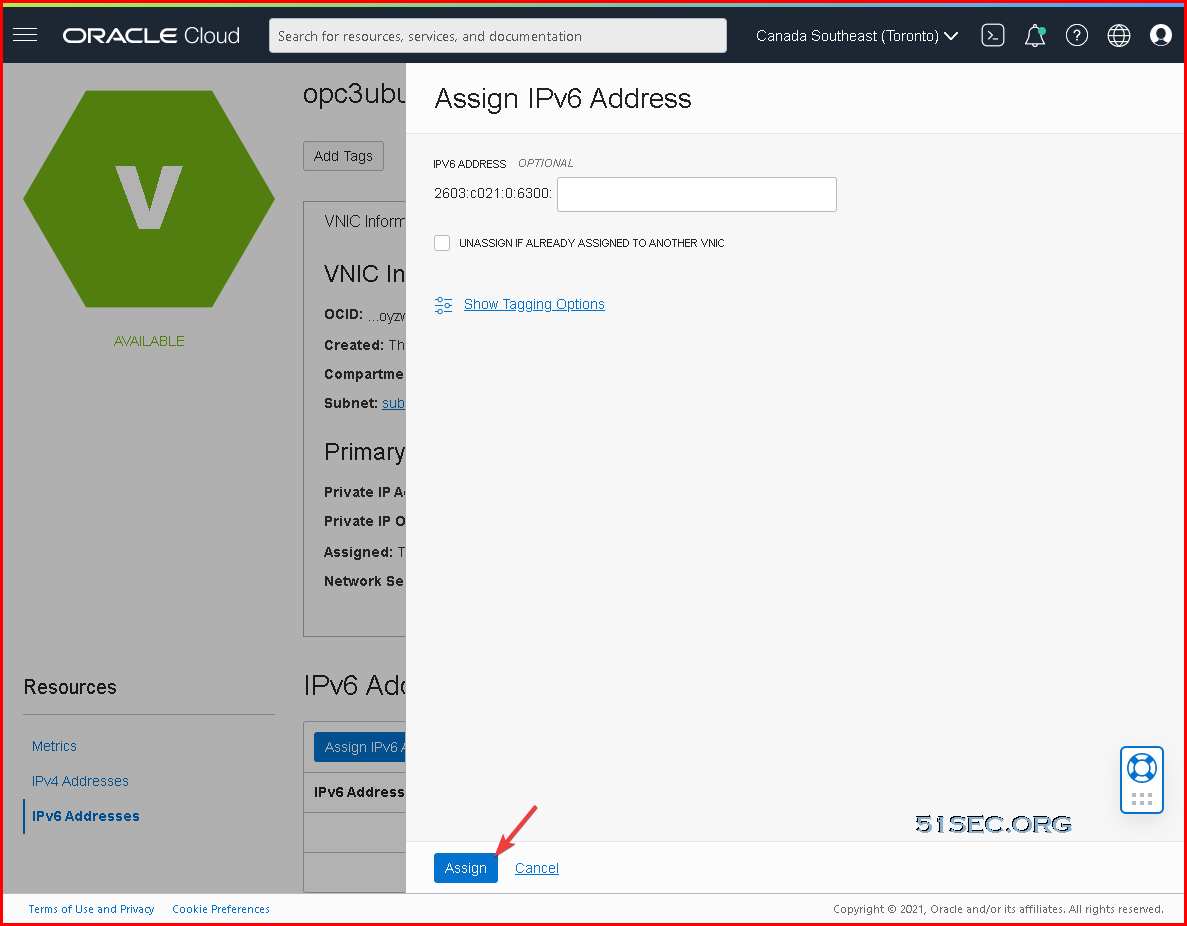 ORACLE Cloud
Search for resources, services, and documentation
Canada Southeast (Toronto)
V
AVAILABLE
opc3ubu
Add Tags
VNIC Inform
VNIC In
OCID: ...oyzw
Created: Th
Compartme
Subnet: sub
Primary
Private IP A
Private IP O
Assigned: T
Network Se
Resources
Metrics
IPv4 Addresses
IPv6 Addresses
IPv6 Add
Assign IPv6 A
IPv6 Address
Assign IPv6 Address
IPV6 ADDRESS OPTIONAL
2603:c021:0:6300:
UNASSIGN IF ALREADY ASSIGNED TO ANOTHER VNIC
Show Tagging Options
51SEC.ORG
Assign Cancel
Terms of Use and Privacy Cookie Preferences
Copyright © 2021, Oracle and/or its affiliates. All rights reserved.